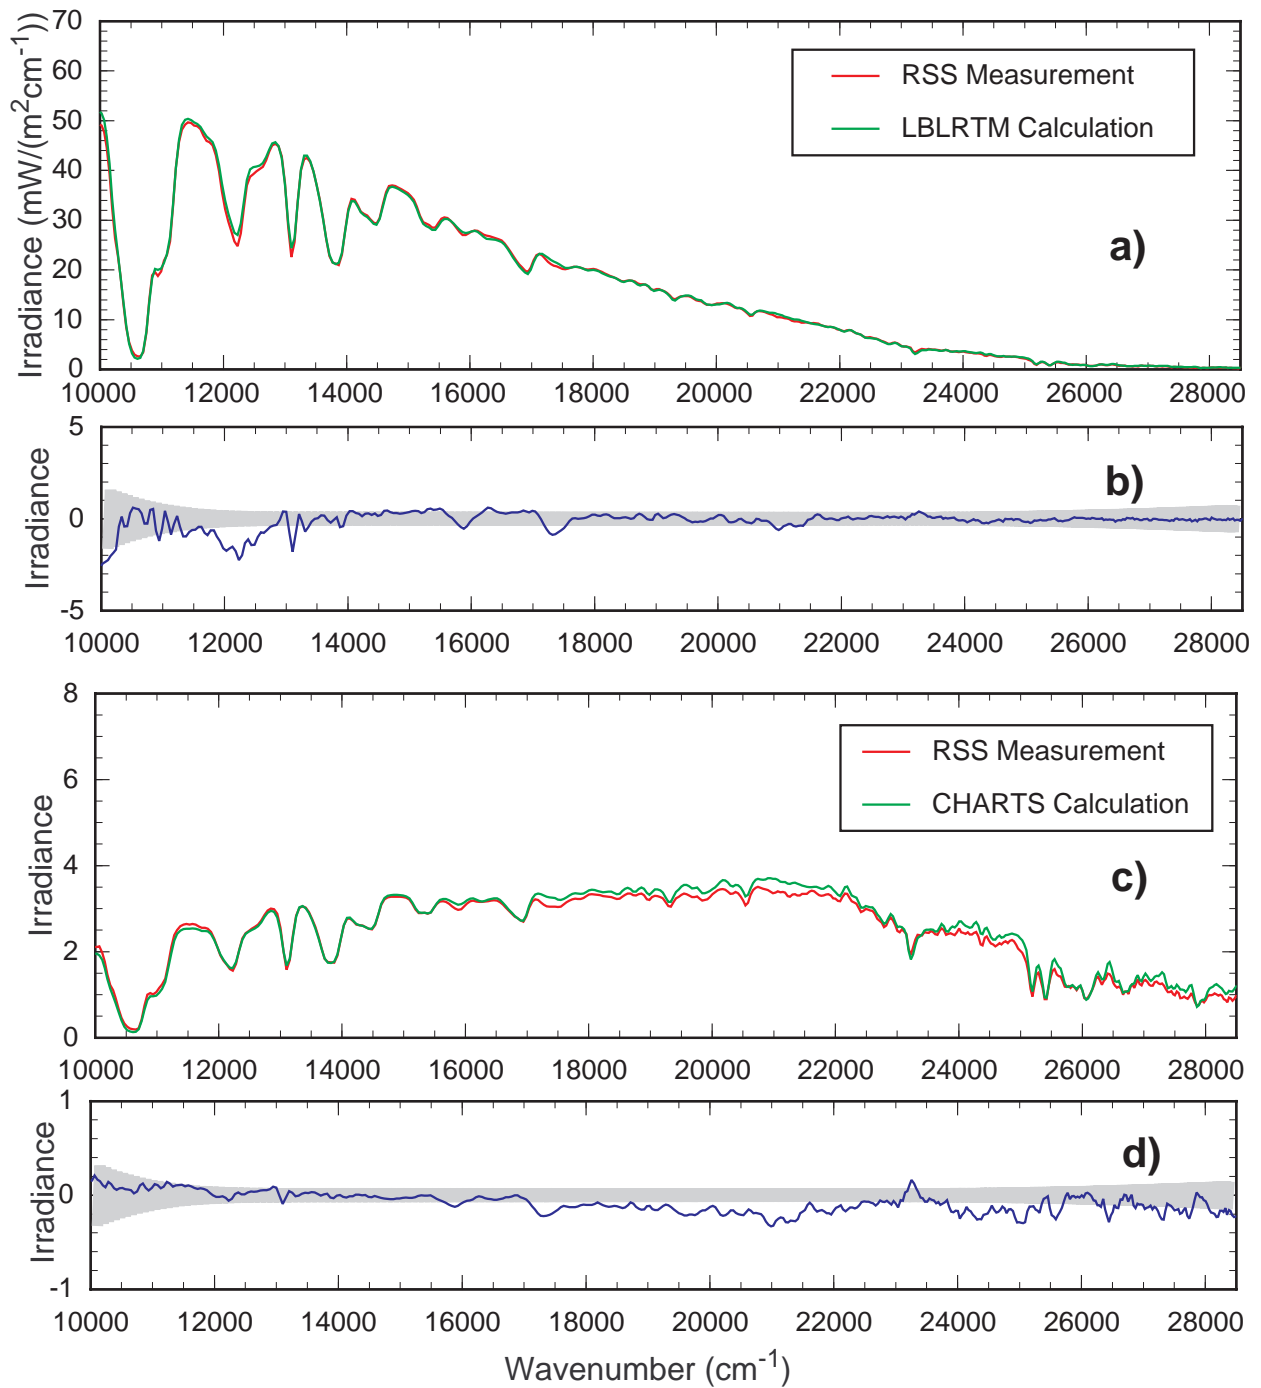 Irradiance (mW/(m²cm⁻¹))
70
60
50
40
30
20
10
0
RSS Measurement
LBLRTM Calculation
a)
10000 12000 14000 16000 18000 20000 22000 24000 26000 28000
Irradiance
5
0
-5
b)
10000 12000 14000 16000 18000 20000 22000 24000 26000 28000
Irradiance
8
6
4
2
0
RSS Measurement
CHARTS Calculation
c)
10000 12000 14000 16000 18000 20000 22000 24000 26000 28000
Irradiance
1
0
-1
d)
10000 12000 14000 16000 18000 20000 22000 24000 26000 28000
Wavenumber (cm⁻¹)